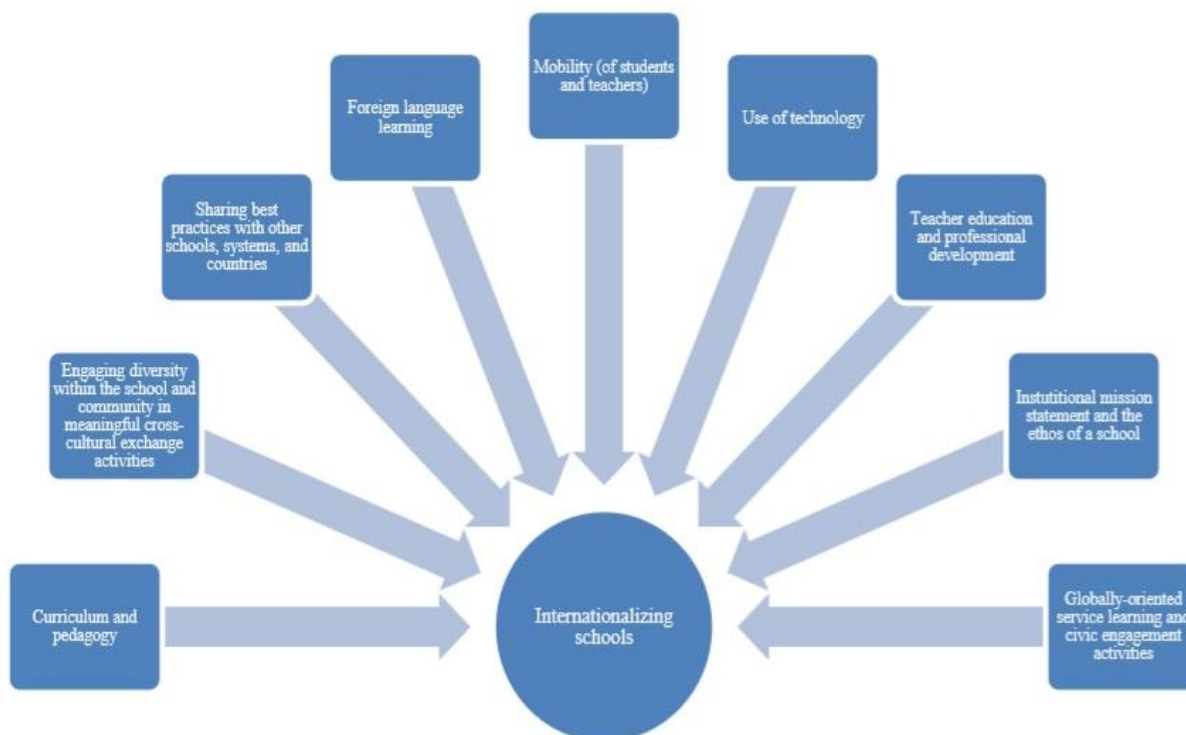 Mobility (of students
and teachers)
Foreign language
learning
Use of technology
Sharing best
practices with other
schools, systems, and
countries
Teacher education
and professional
development
Engaging diversity
within the school and
community in
meaningful cross-
cultural exchange
activities
Instutitional mission
statement and the
ethos of a school
Curriculum and
pedagogy
Internationalizing
schools
Globally-oriented
service learning and
civic engagement
activities